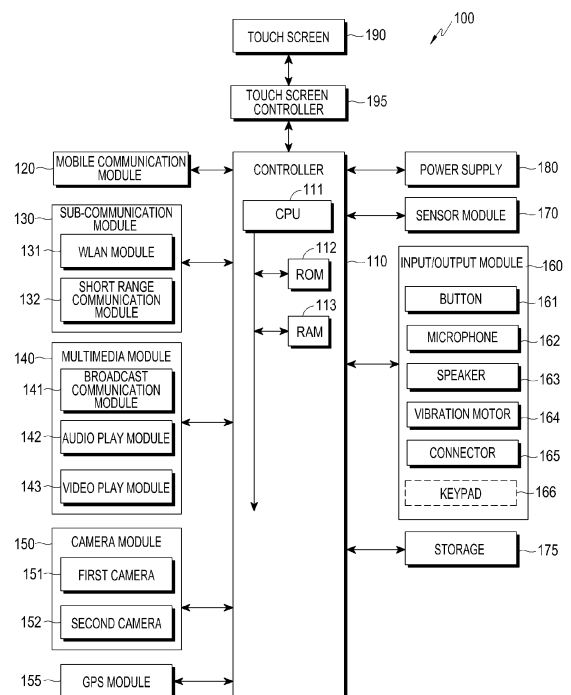 100
TOUCH SCREEN 190
TOUCH SCREEN
CONTROLLER 195
120 MOBILE COMMUNICATION
MODULE
130 SUB-COMMUNICATION
MODULE
131 WLAN MODULE
132 SHORT RANGE
COMMUNICATION
MODULE
140 MULTIMEDIA MODULE
141 BROADCAST
COMMUNICATION
MODULE
142 AUDIO PLAY MODULE
143 VIDEO PLAY MODULE
150 CAMERA MODULE
151 FIRST CAMERA
152 SECOND CAMERA
155 GPS MODULE
CONTROLLER
111
CPU
112
ROM
113
RAM
110
POWER SUPPLY 180
SENSOR MODULE 170
INPUT/OUTPUT MODULE 160
BUTTON 161
MICROPHONE 162
SPEAKER 163
VIBRATION MOTOR 164
CONNECTOR 165
KEYPAD 166
STORAGE 175